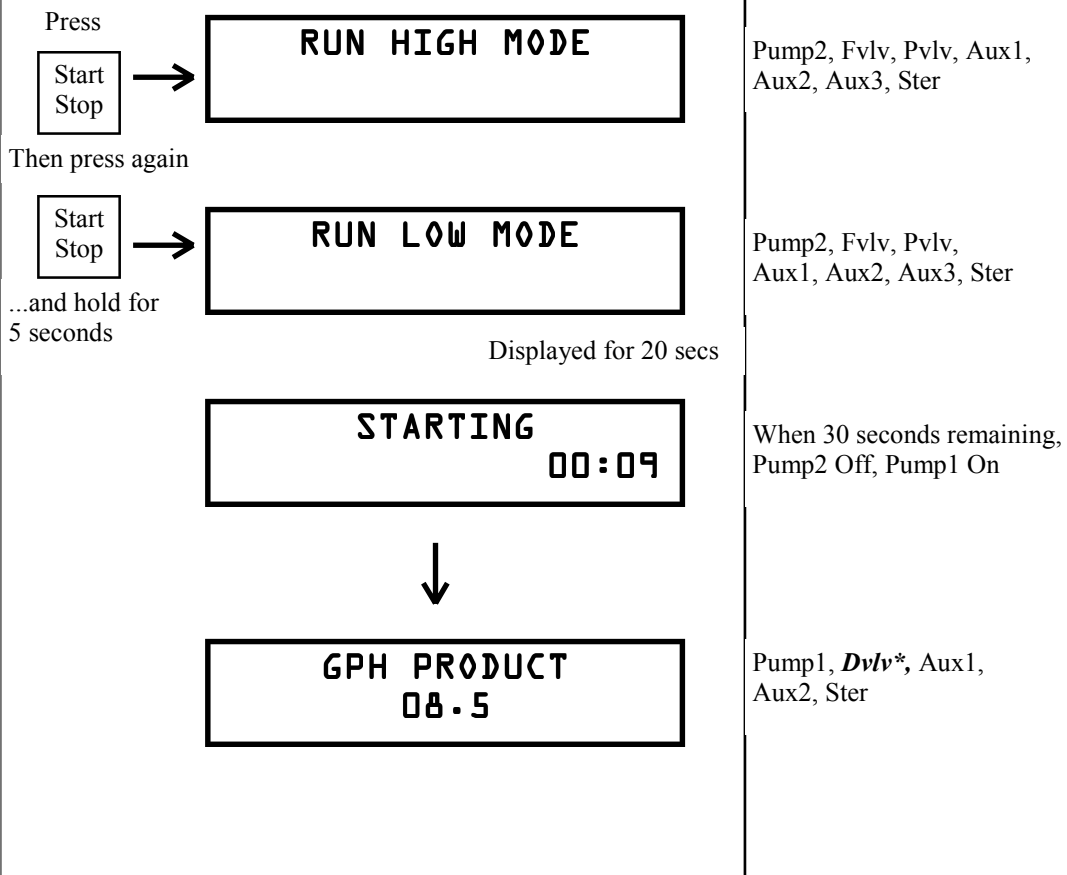 Press
Start
Stop
RUN HIGH MODE
Pump2, Fvlv, Pvlv, Aux1,
Aux2, Aux3, Ster
Then press again
Start
Stop
RUN LOW MODE
Pump2, Fvlv, Pvlv,
Aux1, Aux2, Aux3, Ster
...and hold for
5 seconds
Displayed for 20 secs
STARTING
00:09
When 30 seconds remaining,
Pump2 Off, Pump1 On
GPH PRODUCT
08.5
Pump1, Dvlv*, Aux1,
Aux2, Ster